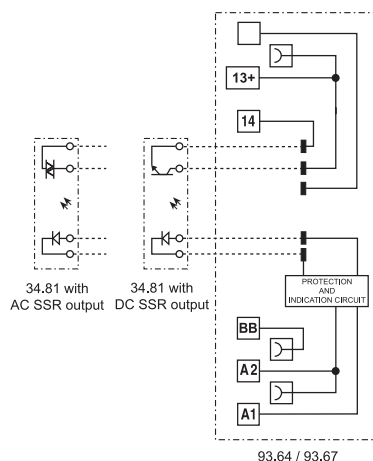 13+
14
PROTECTION
AND
INDICATION CIRCUIT
34.81 with
AC SSR output
34.81 with
DC SSR output
BB
A2
A1
93.64 / 93.67